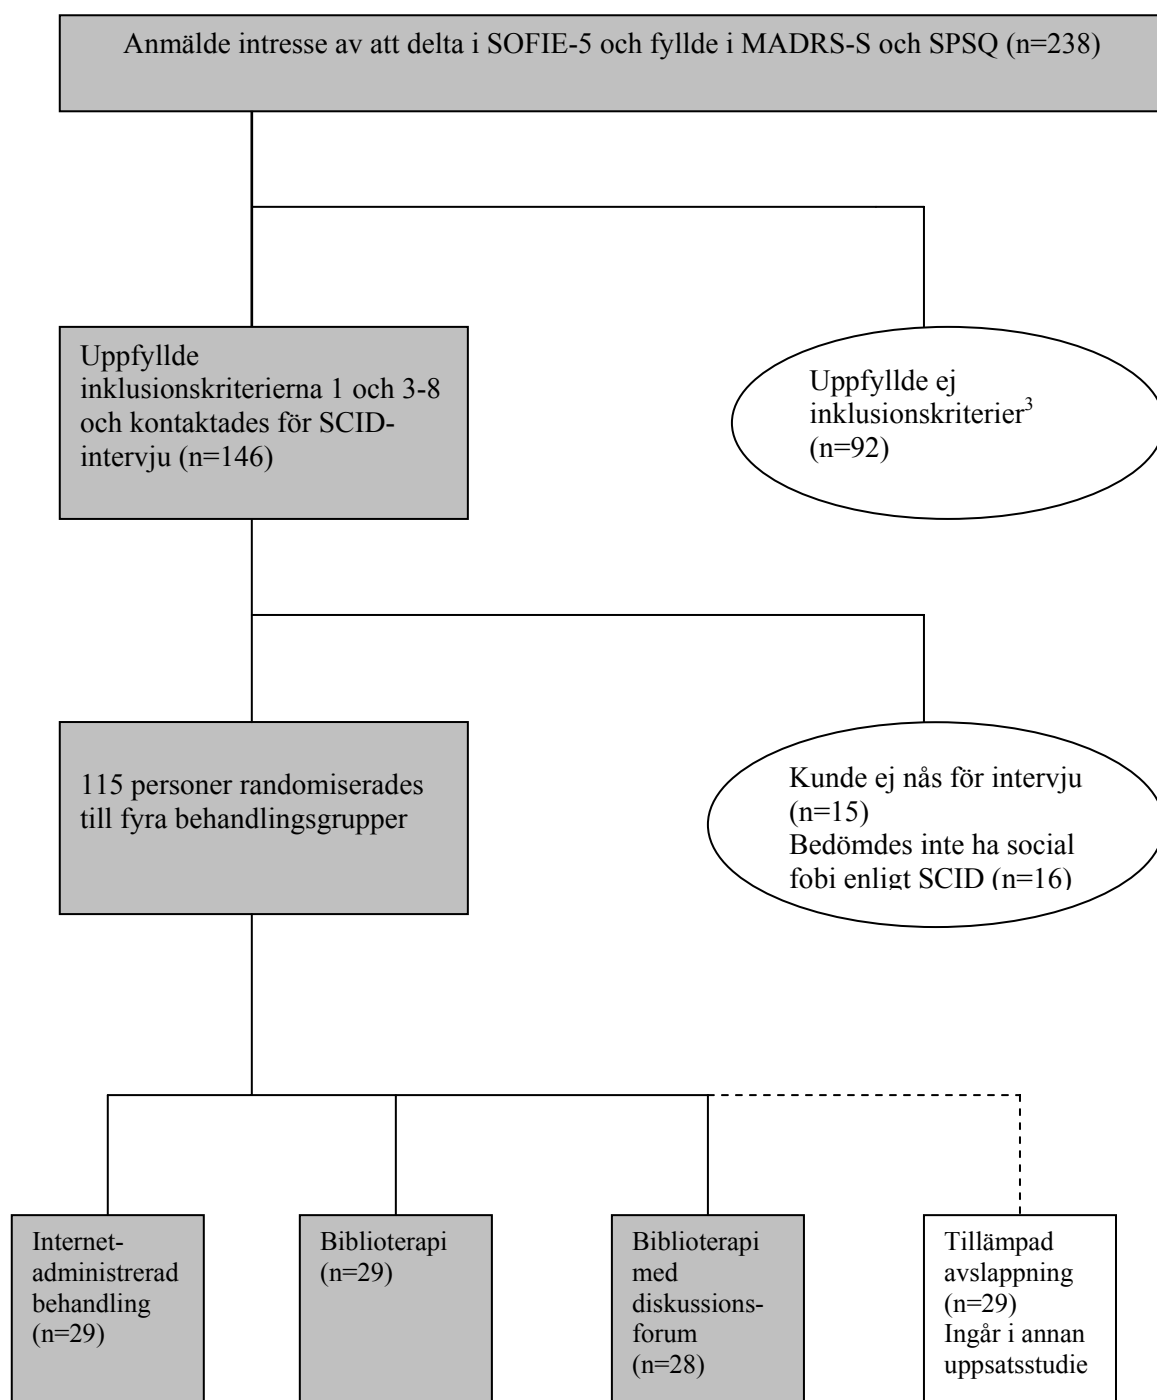 Anmälde intresse av att delta i SOFIE-5 och fyllde i MADRS-S och SPSQ (n=238)
Uppfyllde
inklusionskriterierna 1 och 3-8
och kontaktades för SCID-
intervju (n=146)
Uppfyllde ej
inklusionskriterier³
(n=92)
115 personer randomiserades
till fyra behandlingsgrupper
Kunde ej nås för intervju
(n=15)
Bedömdes inte ha social
fobi enligt SCID (n=16)
Internet-
administrerad
behandling
(n=29)
Biblioterapi
(n=29)
Biblioterapi
med
diskussions-
forum
(n=28)
Tillämpad
avslappning
(n=29)
Ingår i annan
uppsatsstudie